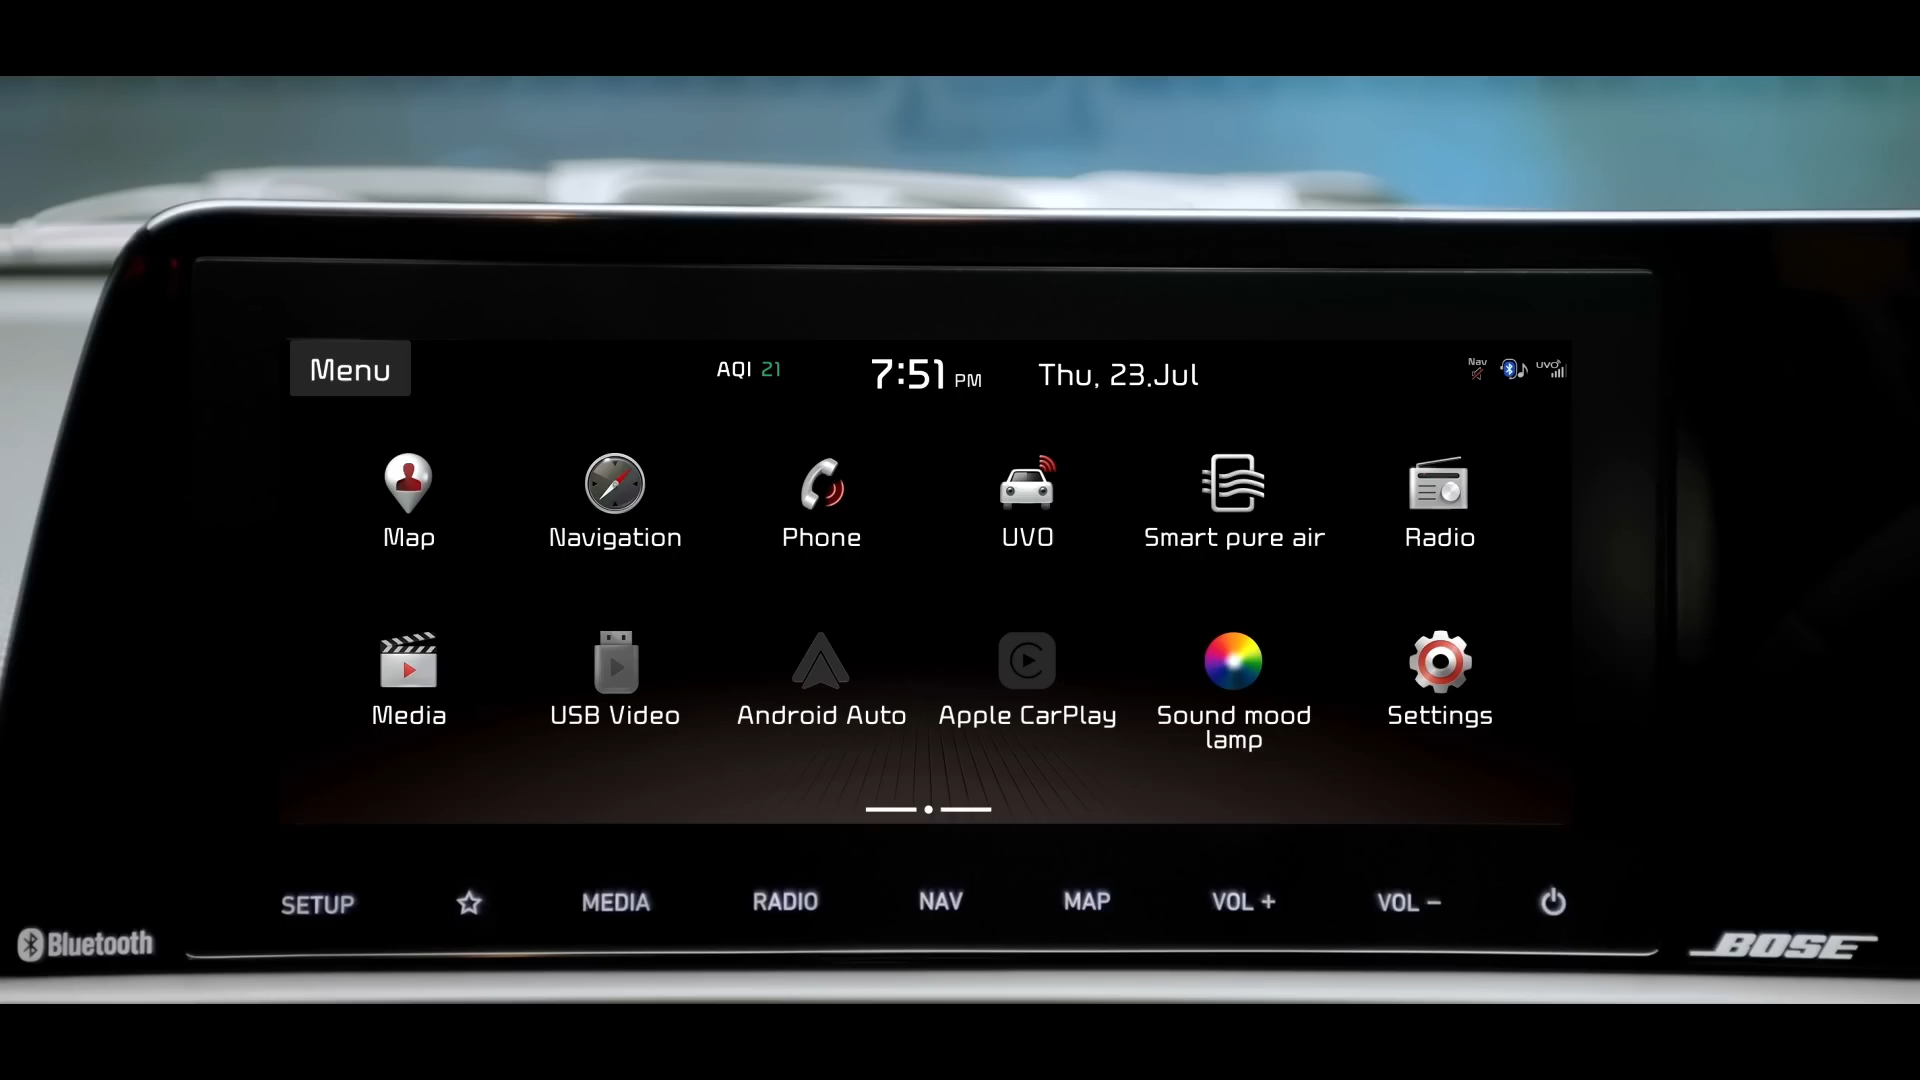 Menu
AQI 21
7:51 PM
Thu, 23.Jul
Nav
UVO
Map
Navigation
Phone
UVO
Smart pure air
Radio
Media
USB Video
Android Auto
Apple CarPlay
Sound mood
lamp
Settings
SETUP
MEDIA
RADIO
NAV
MAP
VOL +
VOL −
Bluetooth
BOSE